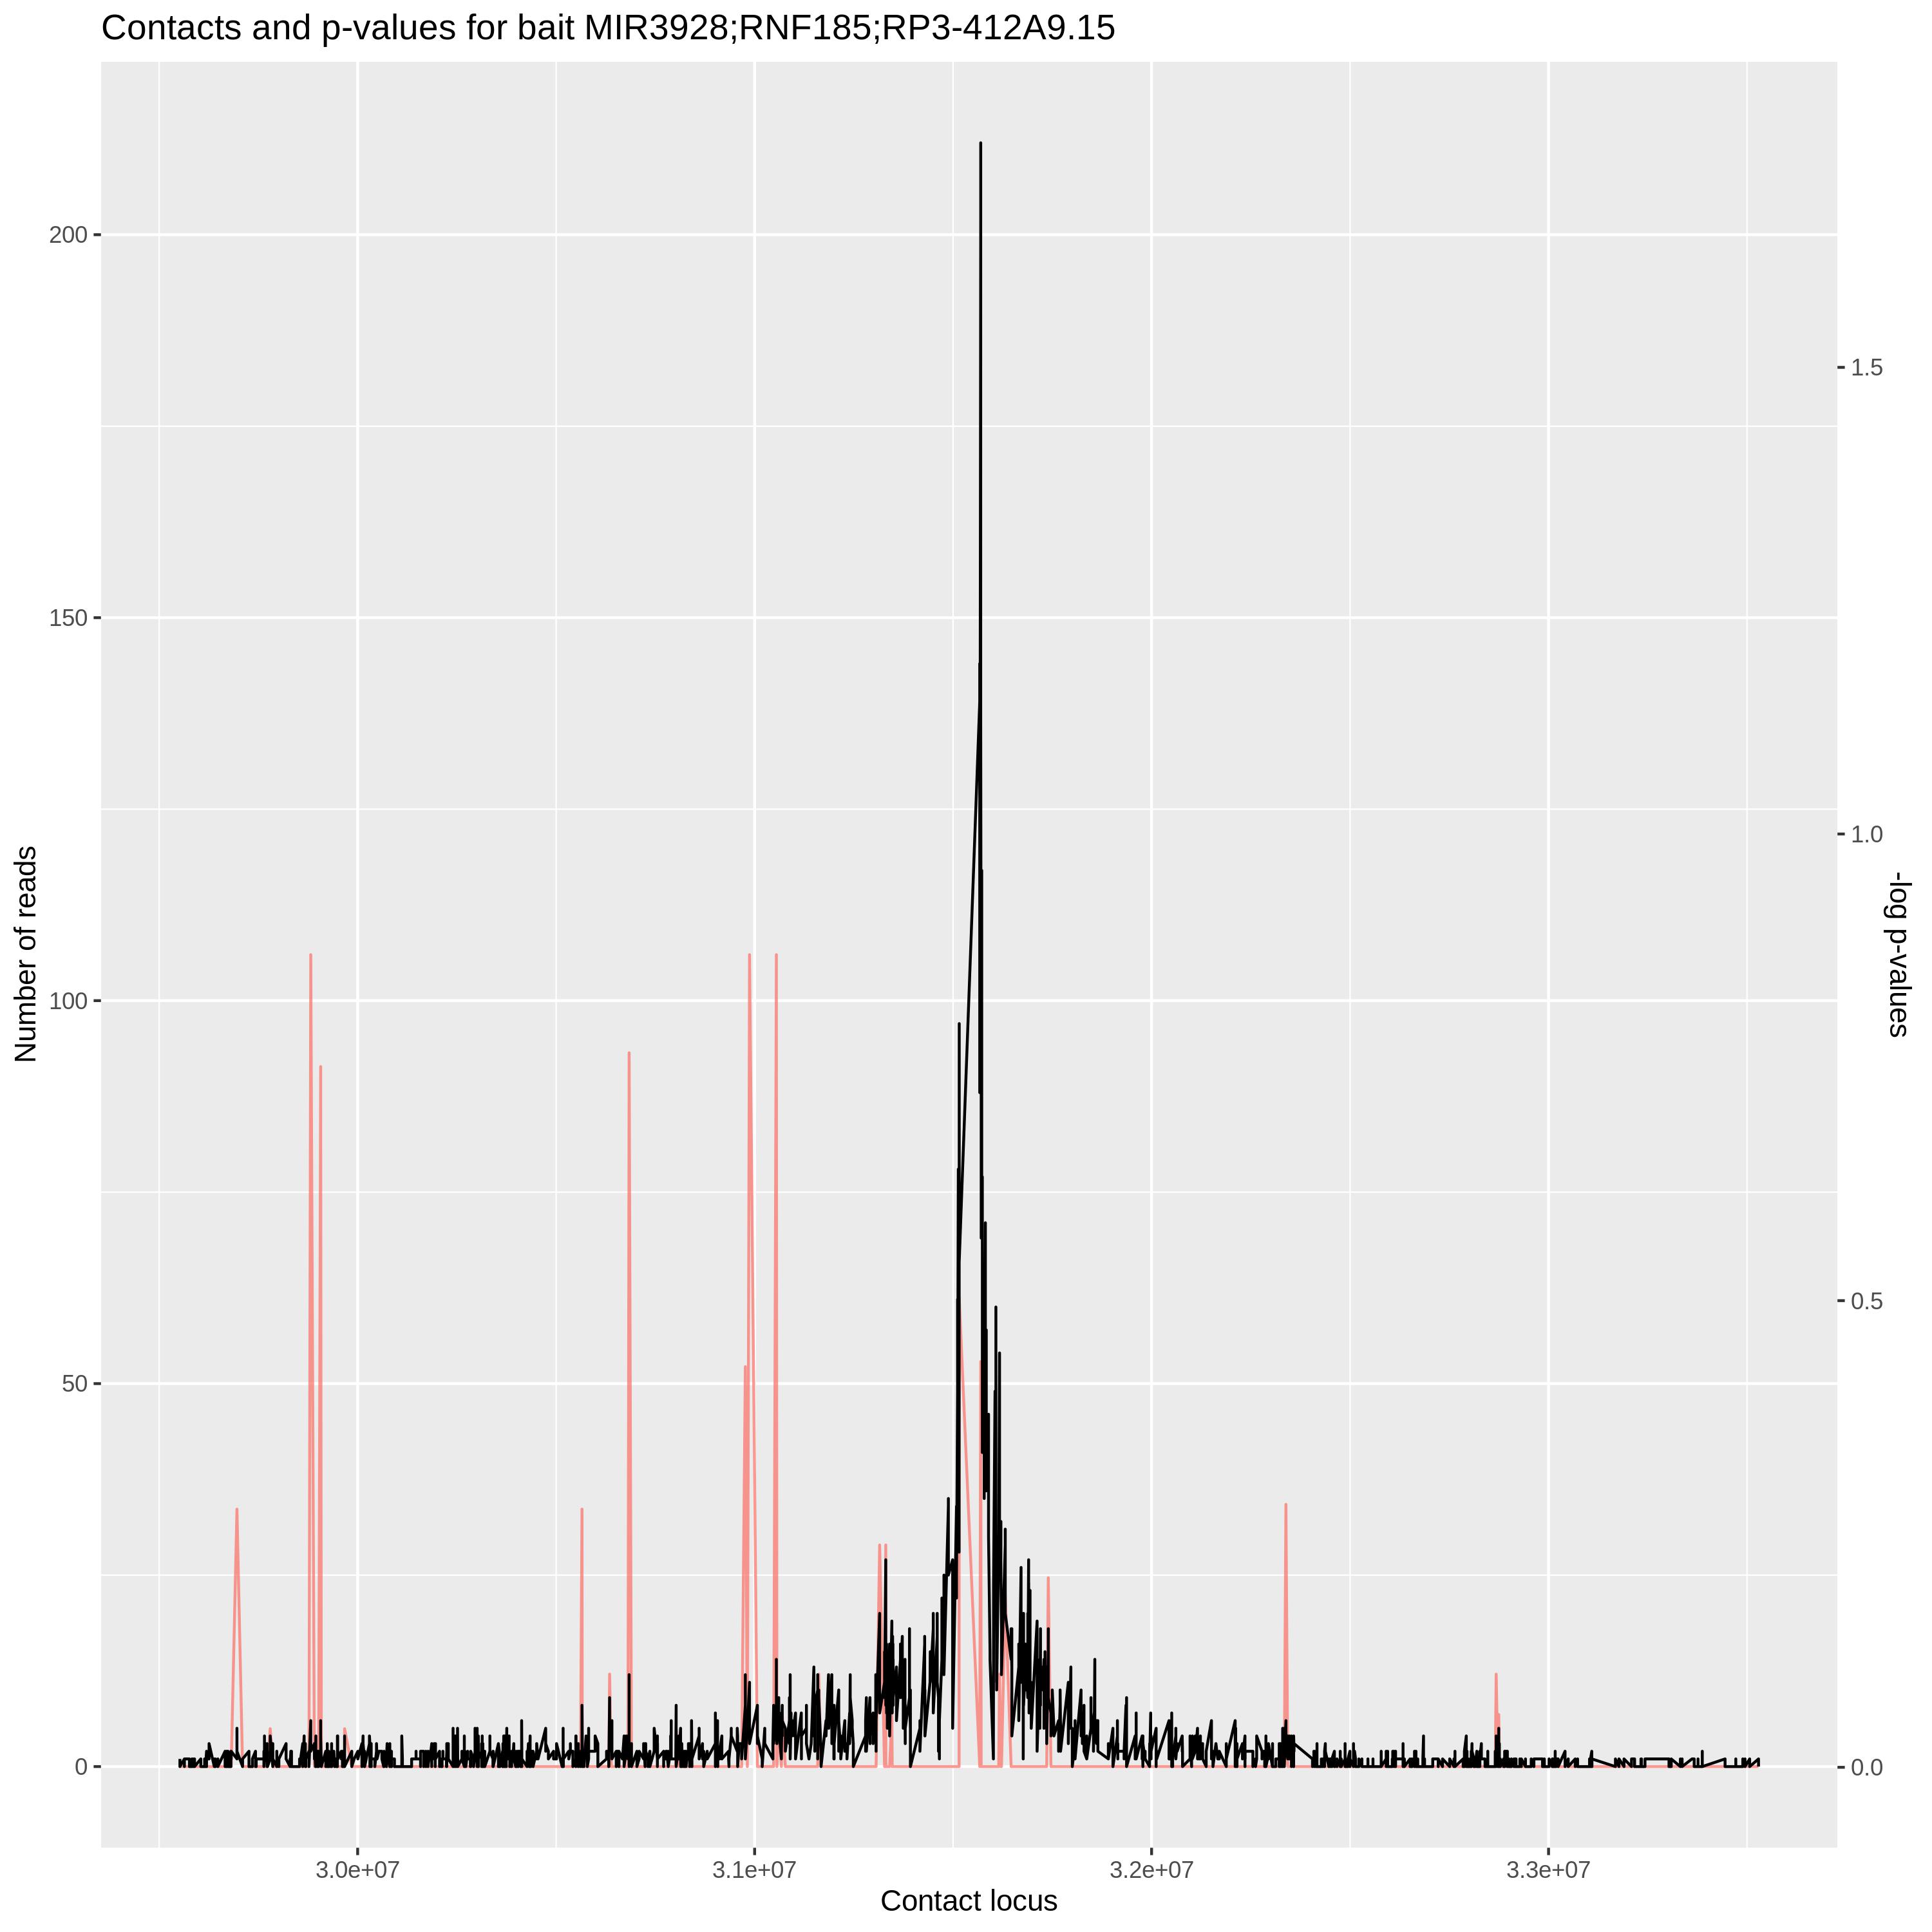 Contacts and p-values for bait MIR3928;RNF185;RP3-412A9.15
200
150
100
50
0
Number of reads
1.5
1.0
0.5
0.0
-log p-values
3.0e+07 3.1e+07 3.2e+07 3.3e+07
Contact locus